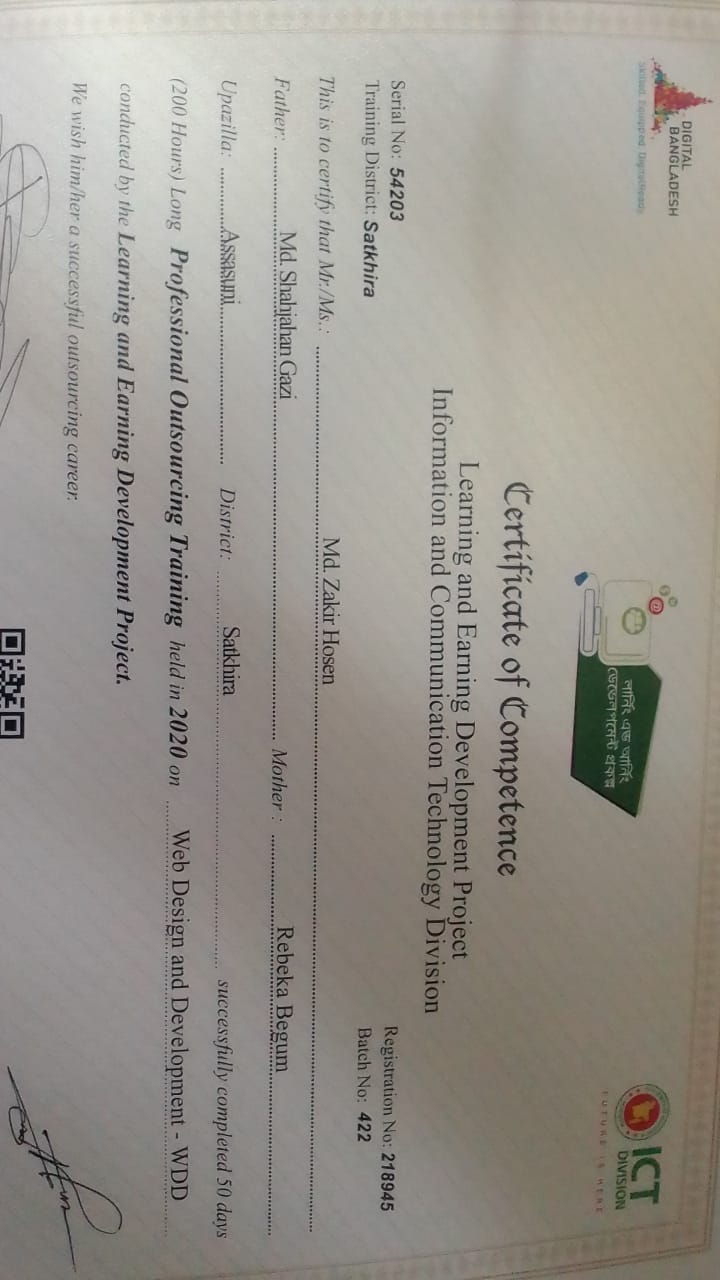 DIGITAL
BANGLADESH
Skilled. Equipped. DigitalReady.
লার্নিং এন্ড আর্নিং
ডেভেলপমেন্ট প্রকল্প
ICT
DIVISION
FUTURE IS HERE
Certificate of Competence
Learning and Earning Development Project
Information and Communication Technology Division
Serial No: 54203
Registration No: 218945
Training District: Satkhira
Batch No: 422
This is to certify that Mr./Ms.: Md. Zakir Hosen
Father: Md. Shahjahan Gazi Mother : Rebeka Begum
Upazilla: Assasuni District: Satkhira successfully completed 50 days
(200 Hours) Long Professional Outsourcing Training held in 2020 on Web Design and Development - WDD
conducted by the Learning and Earning Development Project.
We wish him/her a successful outsourcing career.